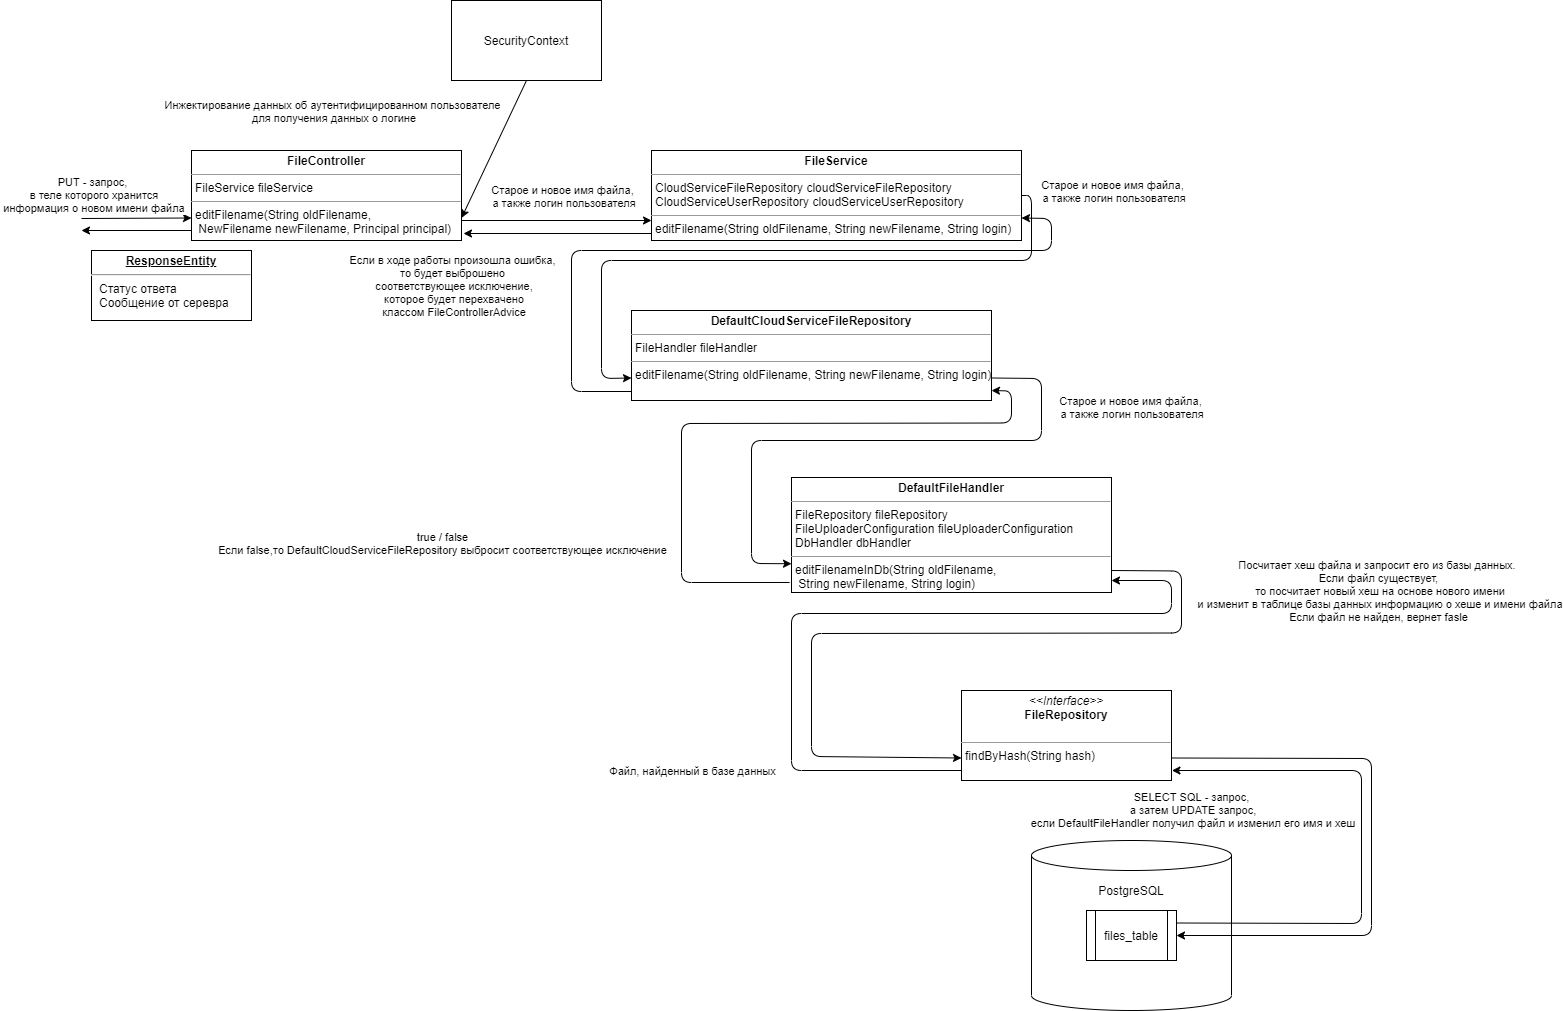 SecurityContext
Инжектирование данных об аутентифицированном пользователе
для получения данных о логине
PUT - запрос,
в теле которого хранится
информация о новом имени файла
FileController
FileService fileService
editFilename(String oldFilename,
NewFilename newFilename, Principal principal)
Старое и новое имя файла,
а также логин пользователя
FileService
CloudServiceFileRepository cloudServiceFileRepository
CloudServiceUserRepository cloudServiceUserRepository
editFilename(String oldFilename, String newFilename, String login)
Старое и новое имя файла,
а также логин пользователя
ResponseEntity
Статус ответа
Сообщение от серевра
Если в ходе работы произошла ошибка,
то будет выброшено
соответствующее исключение,
которое будет перехвачено
классом FileControllerAdvice
DefaultCloudServiceFileRepository
FileHandler fileHandler
editFilename(String oldFilename, String newFilename, String login)
Старое и новое имя файла,
а также логин пользователя
true / false
Если false,то DefaultCloudServiceFileRepository выбросит соответствующее исключение
DefaultFileHandler
FileRepository fileRepository
FileUploaderConfiguration fileUploaderConfiguration
DbHandler dbHandler
editFilenameInDb(String oldFilename,
String newFilename, String login)
Посчитает хеш файла и запросит его из базы данных.
Если файл существует,
то посчитает новый хеш на основе нового имени
и изменит в таблице базы данных информацию о хеше и имени файла
Если файл не найден, вернет fasle
<<Interface>>
FileRepository
findByHash(String hash)
Файл, найденный в базе данных
SELECT SQL - запрос,
а затем UPDATE запрос,
если DefaultFileHandler получил файл и изменил его имя и хеш
PostgreSQL
files_table